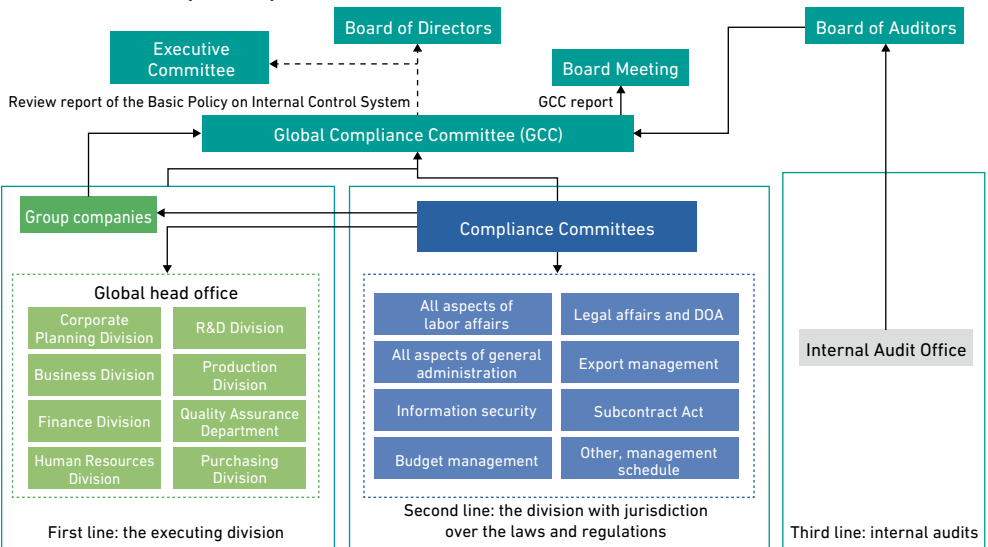 Board of Directors
Board of Auditors
Executive
Committee
Board Meeting
Review report of the Basic Policy on Internal Control System
GCC report
Global Compliance Committee (GCC)
Group companies
Compliance Committees
Global head office
Corporate
Planning Division
R&D Division
Business Division
Production
Division
Finance Division
Quality Assurance
Department
Human Resources
Division
Purchasing
Division
First line: the executing division
All aspects of
labor affairs
Legal affairs and DOA
All aspects of general
administration
Export management
Information security
Subcontract Act
Budget management
Other, management
schedule
Second line: the division with jurisdiction
over the laws and regulations
Internal Audit Office
Third line: internal audits